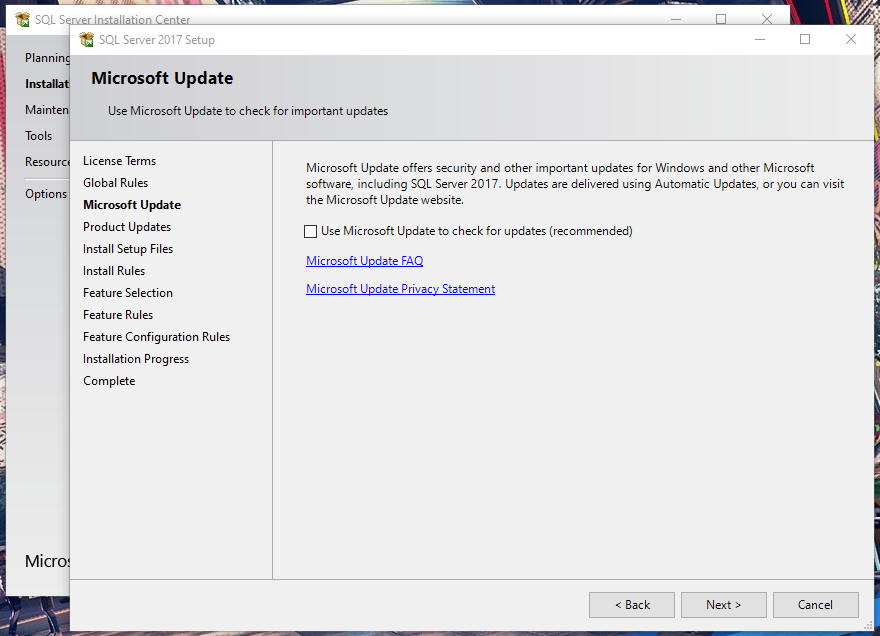 SQL Server Installation Center
SQL Server 2017 Setup
Planning
Installat
Mainten
Tools
Resource
Options
Micros
Microsoft Update
Use Microsoft Update to check for important updates
License Terms
Global Rules
Microsoft Update
Product Updates
Install Setup Files
Install Rules
Feature Selection
Feature Rules
Feature Configuration Rules
Installation Progress
Complete
Microsoft Update offers security and other important updates for Windows and other Microsoft
software, including SQL Server 2017. Updates are delivered using Automatic Updates, or you can visit
the Microsoft Update website.
Use Microsoft Update to check for updates (recommended)
Microsoft Update FAQ
Microsoft Update Privacy Statement
< Back
Next >
Cancel